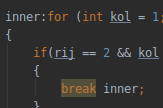 inner:for (int kol = 1;
{
if(rij == 2 && kol
{
break inner;
}